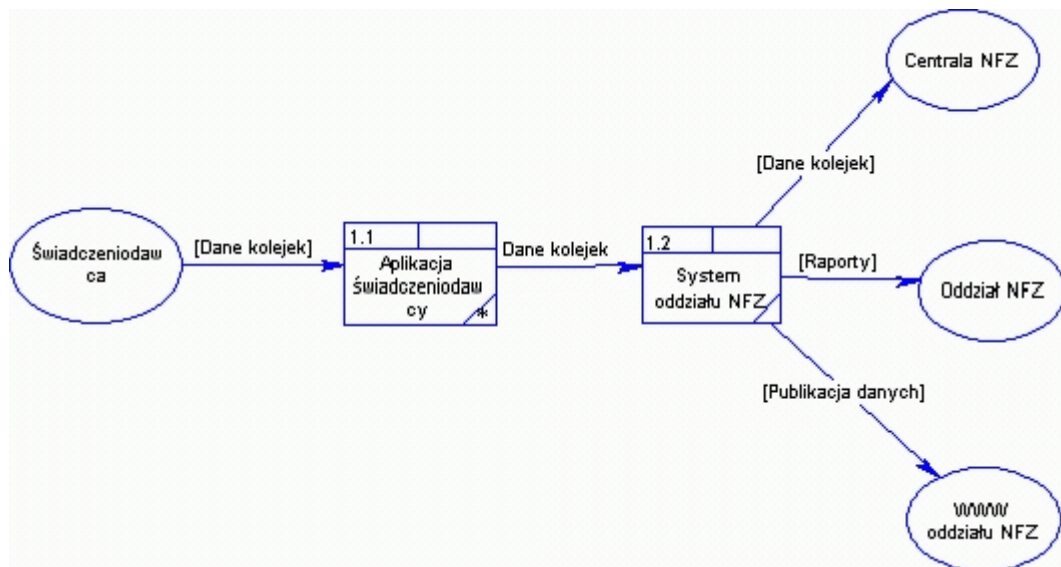 Centrala NFZ
[Dane kolejek]
Świadczeniodaw
ca
[Dane kolejek]
1.1
Aplikacja
świadczeniodaw
cy
*
Dane kolejek
1.2
System
oddziału NFZ
[Raporty]
Oddział NFZ
[Publikacja danych]
WWW
oddziału NFZ